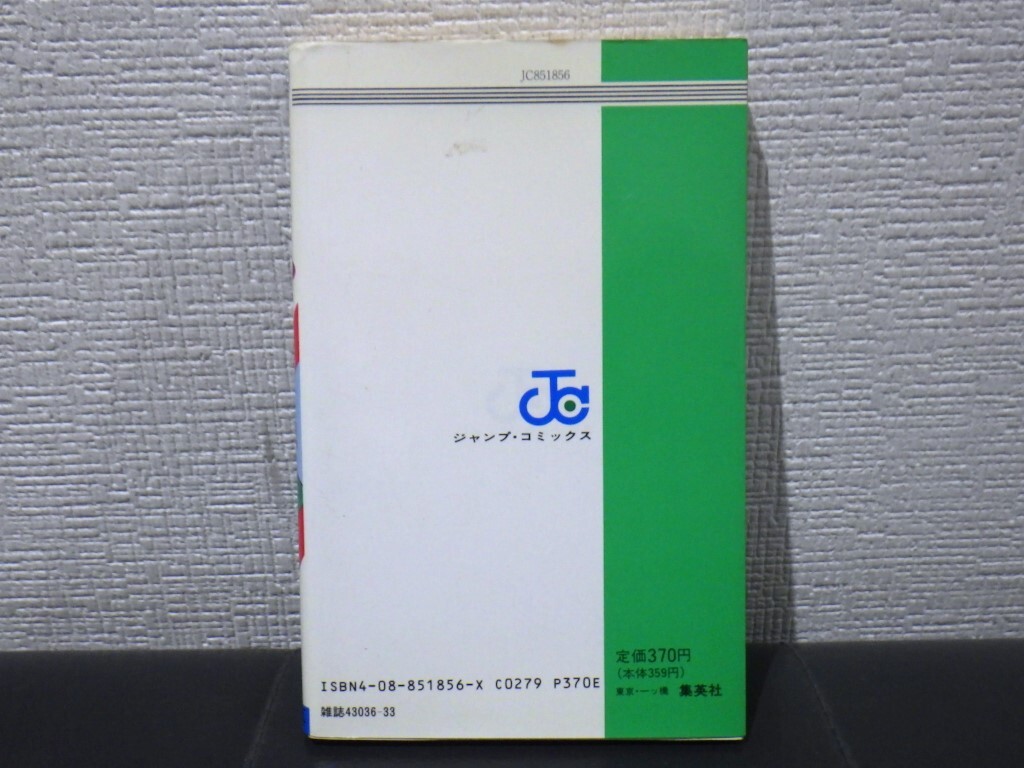 JC851856
JC
ジャンプ・コミックス
定価370円
(本体359円)
東京・一ッ橋 集英社
ISBN4-08-851856-X C0279 P370E
雑誌43036-33